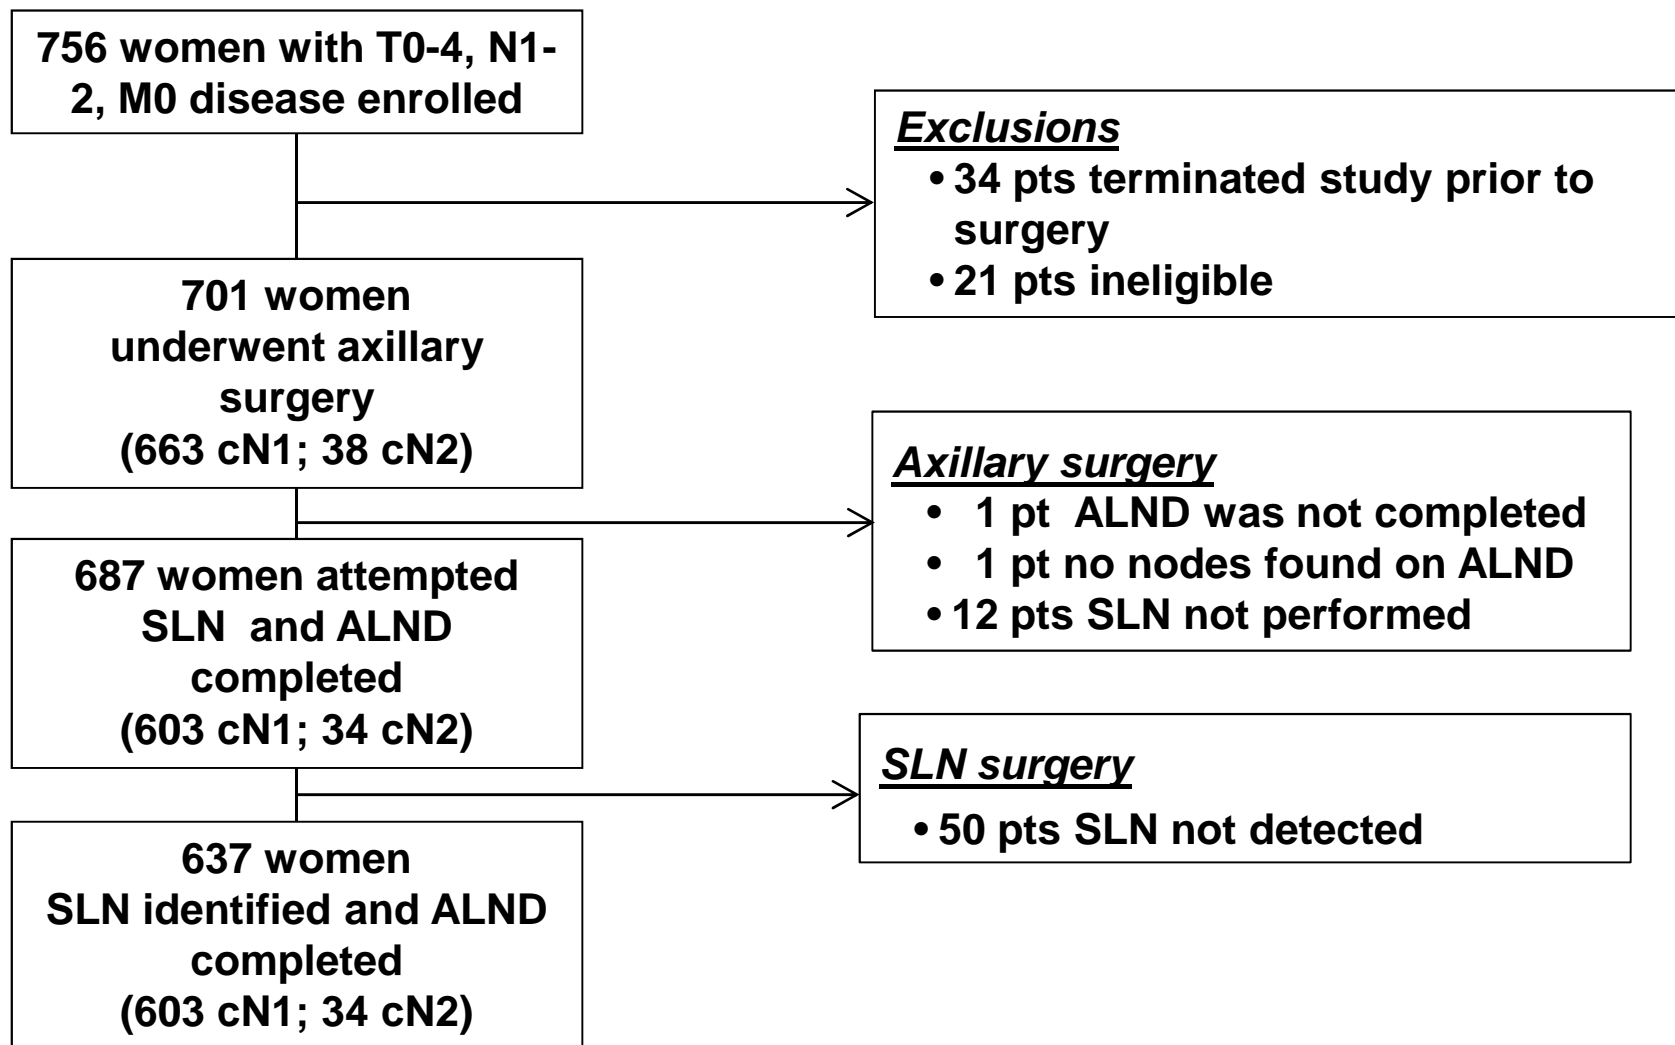 756 women with T0-4, N1-
2, M0 disease enrolled
Exclusions
• 34 pts terminated study prior to
surgery
• 21 pts ineligible
701 women
underwent axillary
surgery
(663 cN1; 38 cN2)
Axillary surgery
• 1 pt ALND was not completed
• 1 pt no nodes found on ALND
• 12 pts SLN not performed
687 women attempted
SLN and ALND
completed
(603 cN1; 34 cN2)
SLN surgery
• 50 pts SLN not detected
637 women
SLN identified and ALND
completed
(603 cN1; 34 cN2)